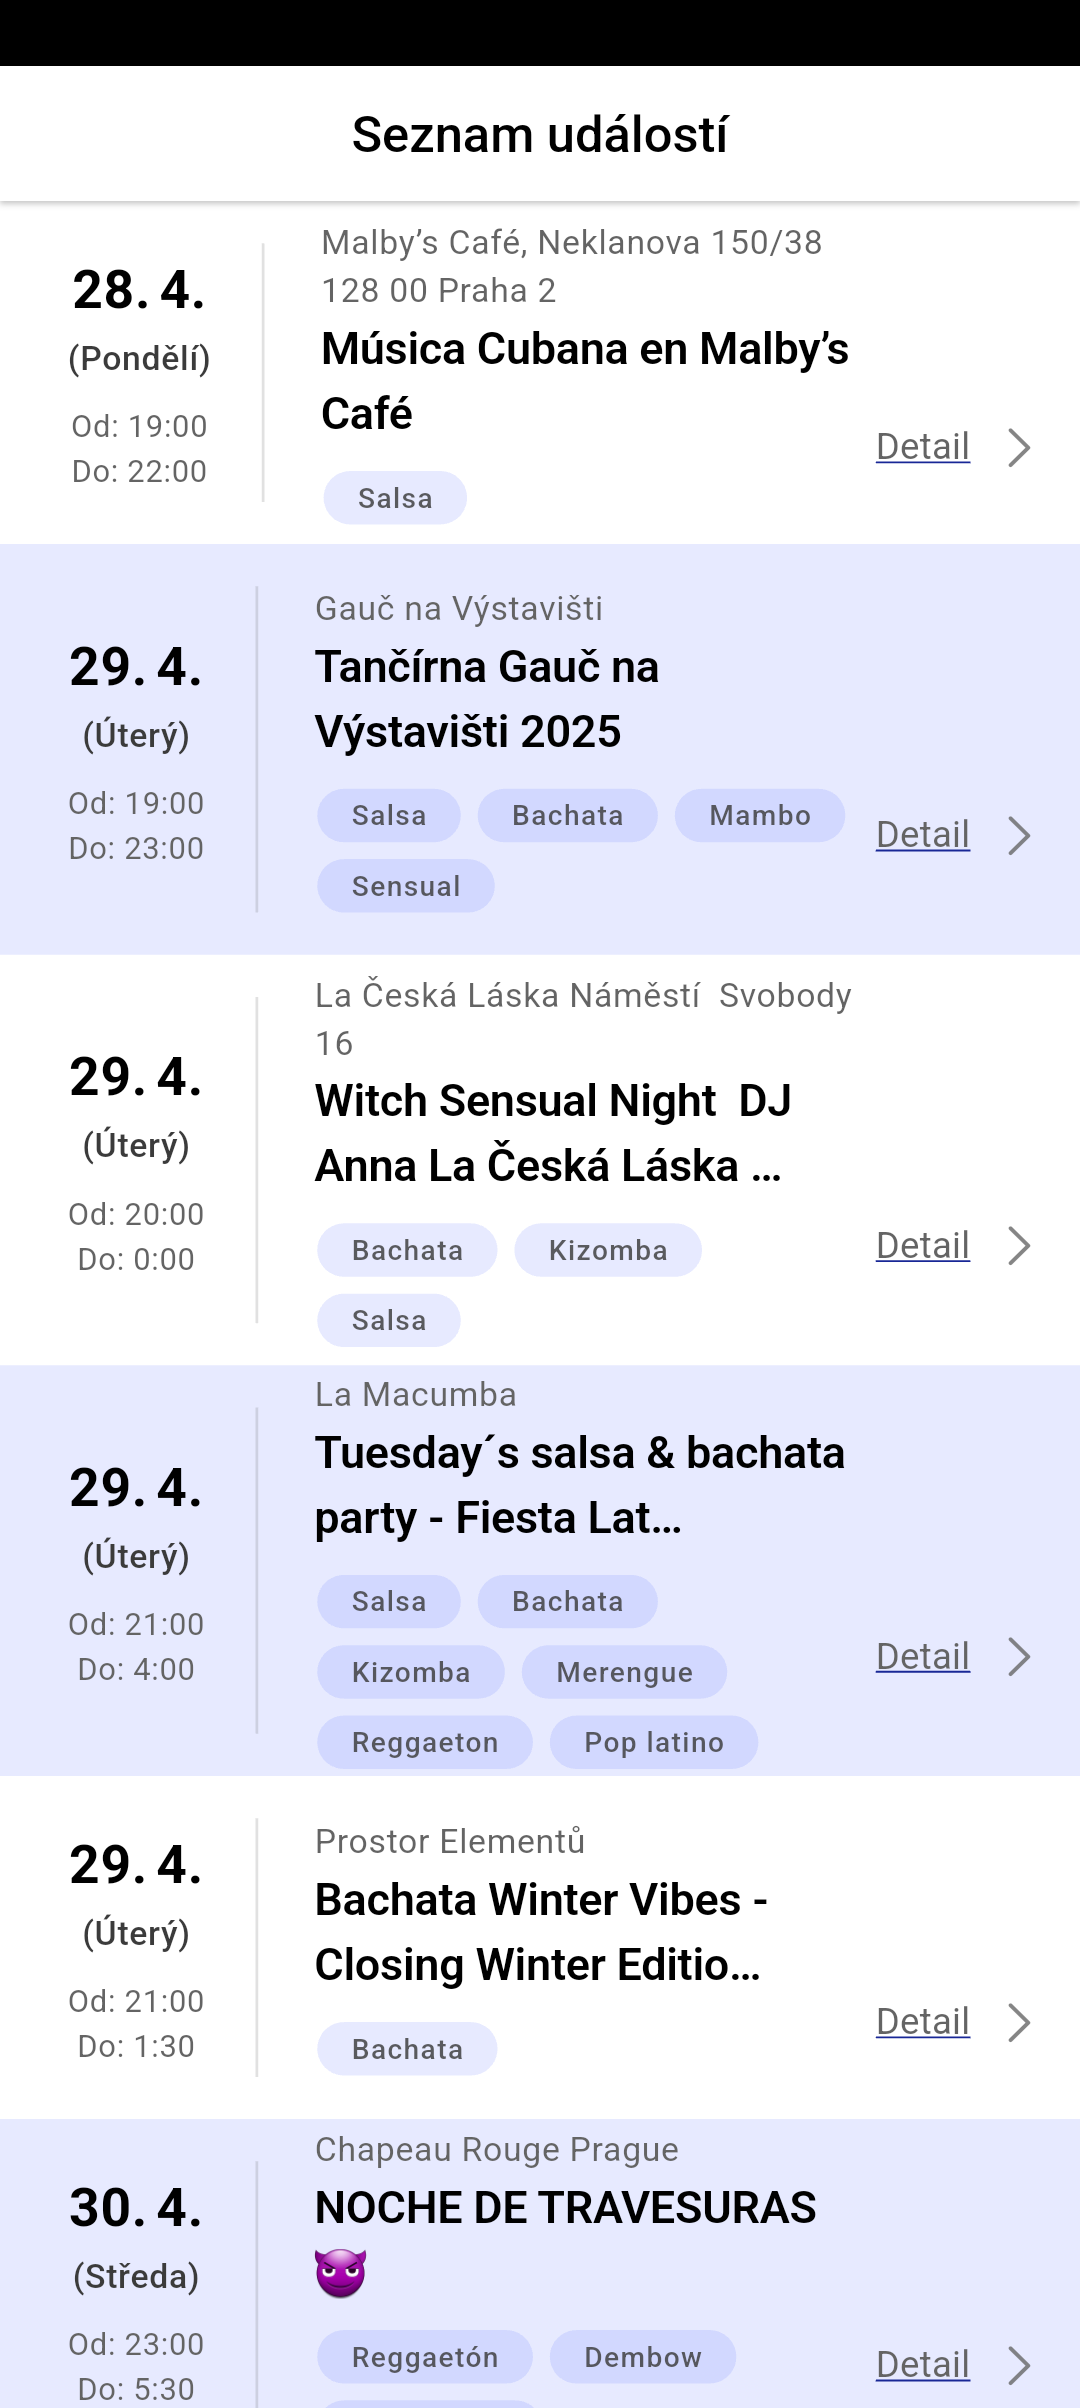 Seznam událostí
28. 4.
(Pondělí)
Od: 19:00
Do: 22:00
Malby’s Café, Neklanova 150/38
128 00 Praha 2
Música Cubana en Malby’s
Café
Salsa
Detail
29. 4.
(Úterý)
Od: 19:00
Do: 23:00
Gauč na Výstavišti
Tančírna Gauč na
Výstavišti 2025
Salsa Bachata Mambo
Sensual
Detail
29. 4.
(Úterý)
Od: 20:00
Do: 0:00
La Česká Láska Náměstí  Svobody
16
Witch Sensual Night  DJ
Anna La Česká Láska ...
Bachata Kizomba
Salsa
Detail
29. 4.
(Úterý)
Od: 21:00
Do: 4:00
La Macumba
Tuesday´s salsa & bachata
party - Fiesta Lat...
Salsa Bachata
Kizomba Merengue
Reggaeton Pop latino
Detail
29. 4.
(Úterý)
Od: 21:00
Do: 1:30
Prostor Elementů
Bachata Winter Vibes -
Closing Winter Editio...
Bachata
Detail
30. 4.
(Středa)
Od: 23:00
Do: 5:30
Chapeau Rouge Prague
NOCHE DE TRAVESURAS
😈
Reggaetón Dembow
Detail